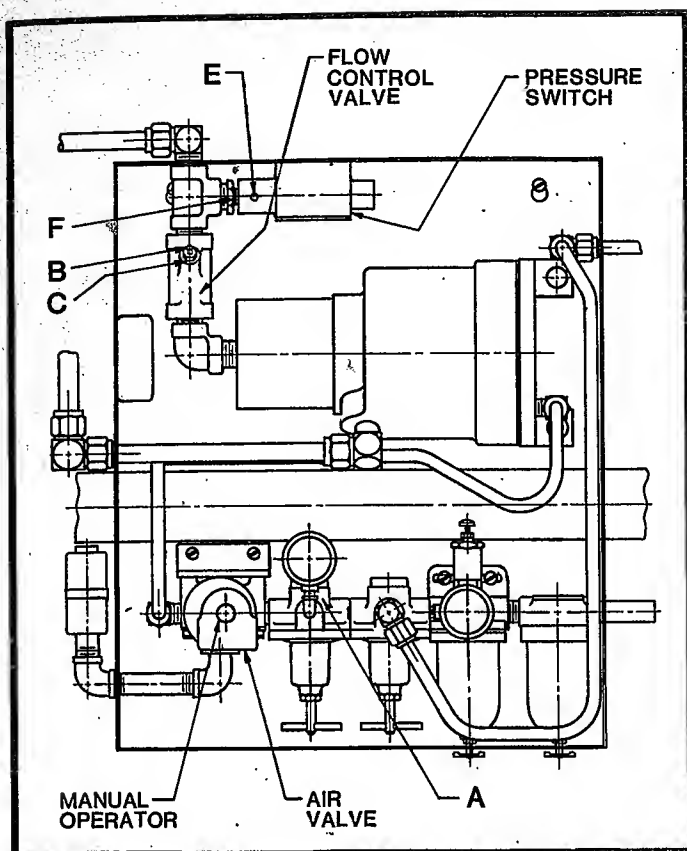 FLOW
CONTROL
VALVE
PRESSURE
SWITCH
E
F
B
C
MANUAL
OPERATOR
AIR
VALVE
A